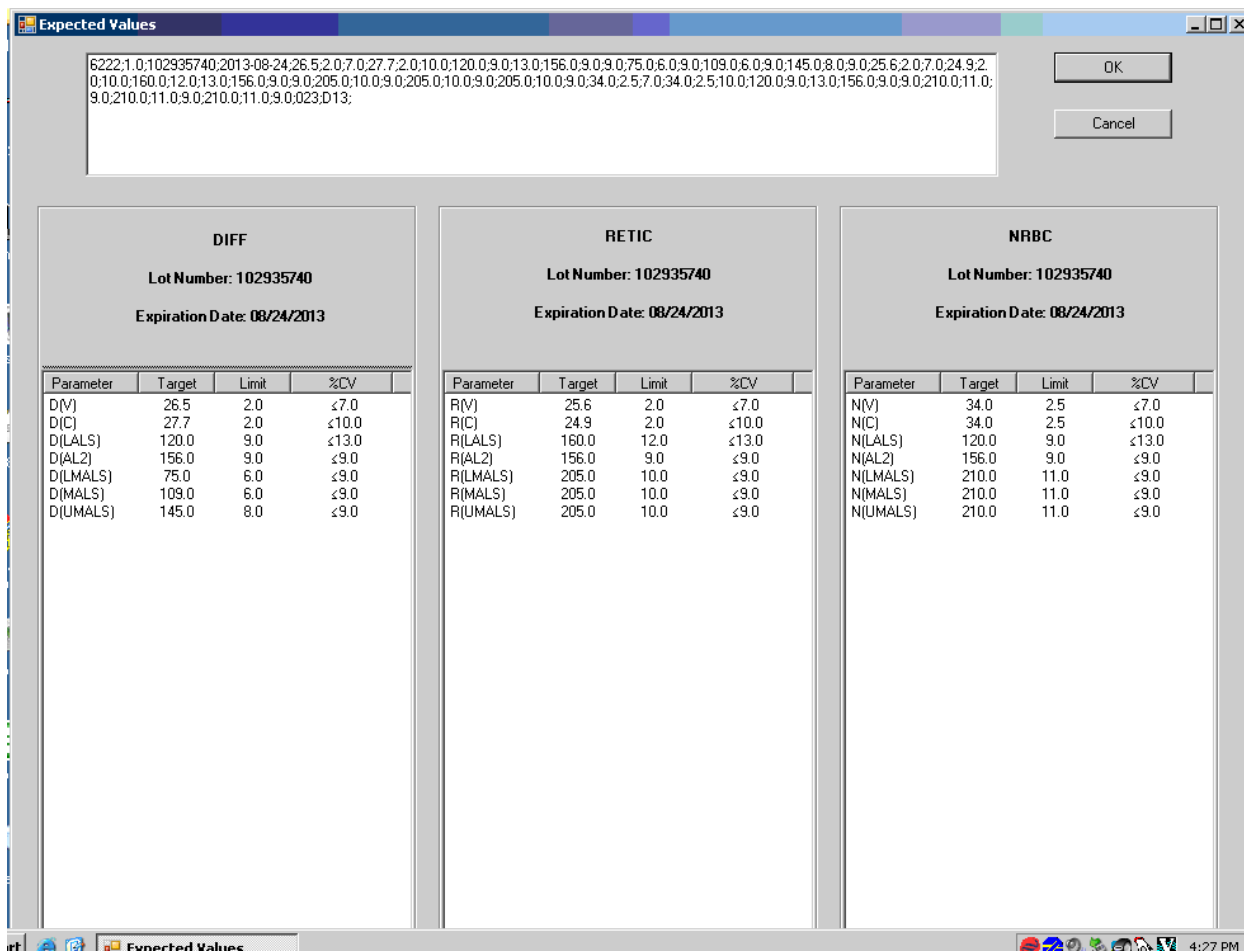 Expected Values
6222;1.0;102935740;2013-08-24;26.5;2.0;7.0;27.7;2.0;10.0;120.0;9.0;13.0;156.0;9.0;9.0;75.0;6.0;9.0;109.0;6.0;9.0;145.0;8.0;9.0;25.6;2.0;7.0;24.9;2.
0;10.0;160.0;12.0;13.0;156.0;9.0;9.0;205.0;10.0;9.0;205.0;10.0;9.0;205.0;10.0;9.0;34.0;2.5;7.0;34.0;2.5;10.0;120.0;9.0;13.0;156.0;9.0;9.0;210.0;11.0;
9.0;210.0;11.0;9.0;210.0;11.0;9.0;023;D13;
OK
Cancel
DIFF
Lot Number: 102935740
Expiration Date: 08/24/2013
Parameter Target Limit %CV
D(V) 26.5 2.0 ≤7.0
D(C) 27.7 2.0 ≤10.0
D(LALS) 120.0 9.0 ≤13.0
D(AL2) 156.0 9.0 ≤9.0
D(LMALS) 75.0 6.0 ≤9.0
D(MALS) 109.0 6.0 ≤9.0
D(UMALS) 145.0 8.0 ≤9.0
RETIC
Lot Number: 102935740
Expiration Date: 08/24/2013
Parameter Target Limit %CV
R(V) 25.6 2.0 ≤7.0
R(C) 24.9 2.0 ≤10.0
R(LALS) 160.0 12.0 ≤13.0
R(AL2) 156.0 9.0 ≤9.0
R(LMALS) 205.0 10.0 ≤9.0
R(MALS) 205.0 10.0 ≤9.0
R(UMALS) 205.0 10.0 ≤9.0
NRBC
Lot Number: 102935740
Expiration Date: 08/24/2013
Parameter Target Limit %CV
N(V) 34.0 2.5 ≤7.0
N(C) 34.0 2.5 ≤10.0
N(LALS) 120.0 9.0 ≤13.0
N(AL2) 156.0 9.0 ≤9.0
N(LMALS) 210.0 11.0 ≤9.0
N(MALS) 210.0 11.0 ≤9.0
N(UMALS) 210.0 11.0 ≤9.0
Expected Values
4:27 PM